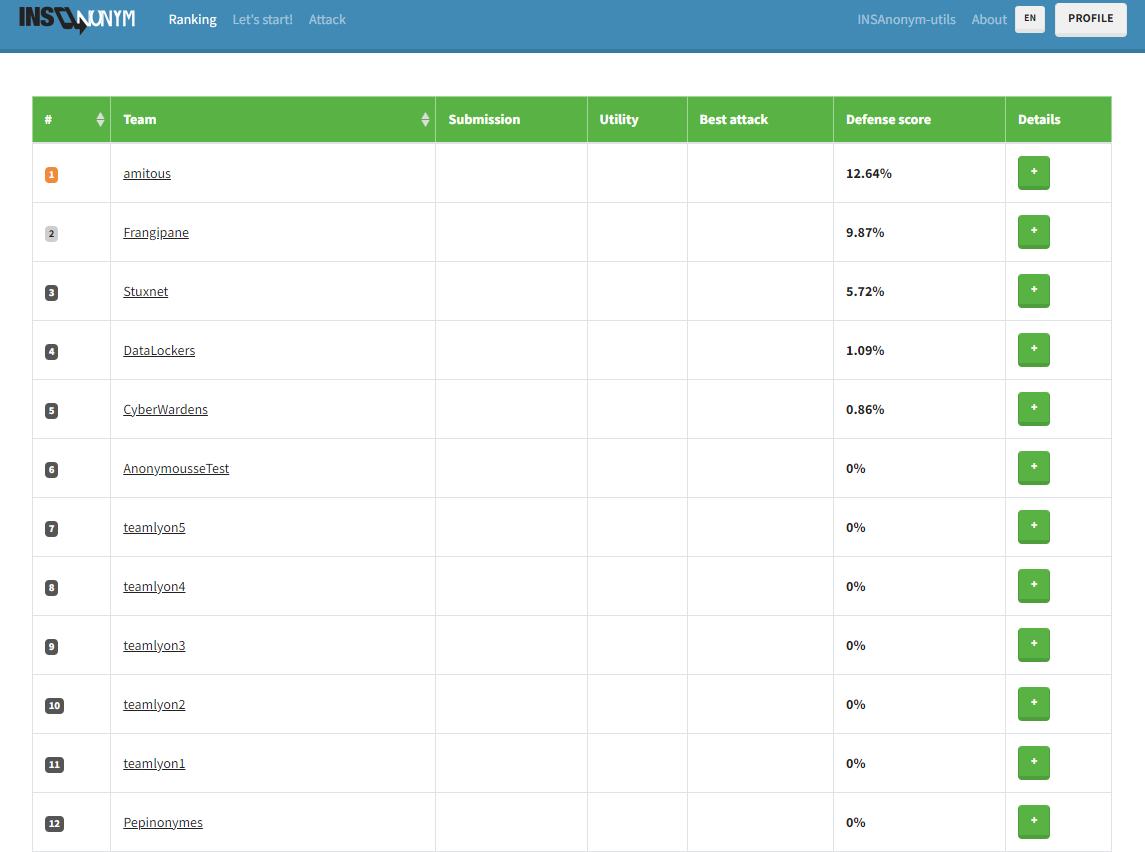 INSANONYM Ranking Let's start! Attack INSAnonym-utils About EN PROFILE
# Team Submission Utility Best attack Defense score Details
1 amitous 12.64% +
2 Frangipane 9.87% +
3 Stuxnet 5.72% +
4 DataLockers 1.09% +
5 CyberWardens 0.86% +
6 AnonymousseTest 0% +
7 teamlyon5 0% +
8 teamlyon4 0% +
9 teamlyon3 0% +
10 teamlyon2 0% +
11 teamlyon1 0% +
12 Pepinonymes 0% +